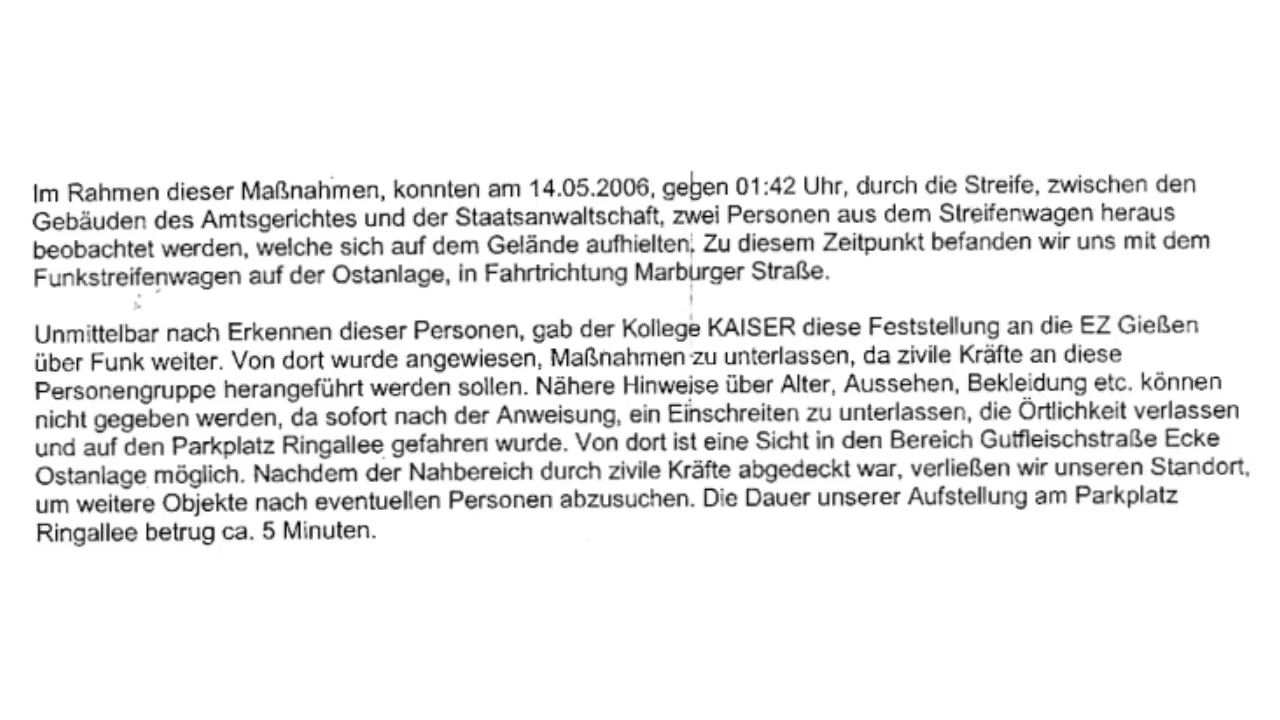 Im Rahmen dieser Maßnahmen, konnten am 14.05.2006, gegen 01:42 Uhr, durch die Streife, zwischen den
Gebäuden des Amtsgerichtes und der Staatsanwaltschaft, zwei Personen aus dem Streifenwagen heraus
beobachtet werden, welche sich auf dem Gelände aufhielten. Zu diesem Zeitpunkt befanden wir uns mit dem
Funkstreifenwagen auf der Ostanlage, in Fahrtrichtung Marburger Straße.
Unmittelbar nach Erkennen dieser Personen, gab der Kollege KAISER diese Feststellung an die EZ Gießen
über Funk weiter. Von dort wurde angewiesen, Maßnahmen zu unterlassen, da zivile Kräfte an diese
Personengruppe herangeführt werden sollen. Nähere Hinweise über Alter, Aussehen, Bekleidung etc. können
nicht gegeben werden, da sofort nach der Anweisung, ein Einschreiten zu unterlassen, die Örtlichkeit verlassen
und auf den Parkplatz Ringallee gefahren wurde. Von dort ist eine Sicht in den Bereich Gutfleischstraße Ecke
Ostanlage möglich. Nachdem der Nahbereich durch zivile Kräfte abgedeckt war, verließen wir unseren Standort,
um weitere Objekte nach eventuellen Personen abzusuchen. Die Dauer unserer Aufstellung am Parkplatz
Ringallee betrug ca. 5 Minuten.